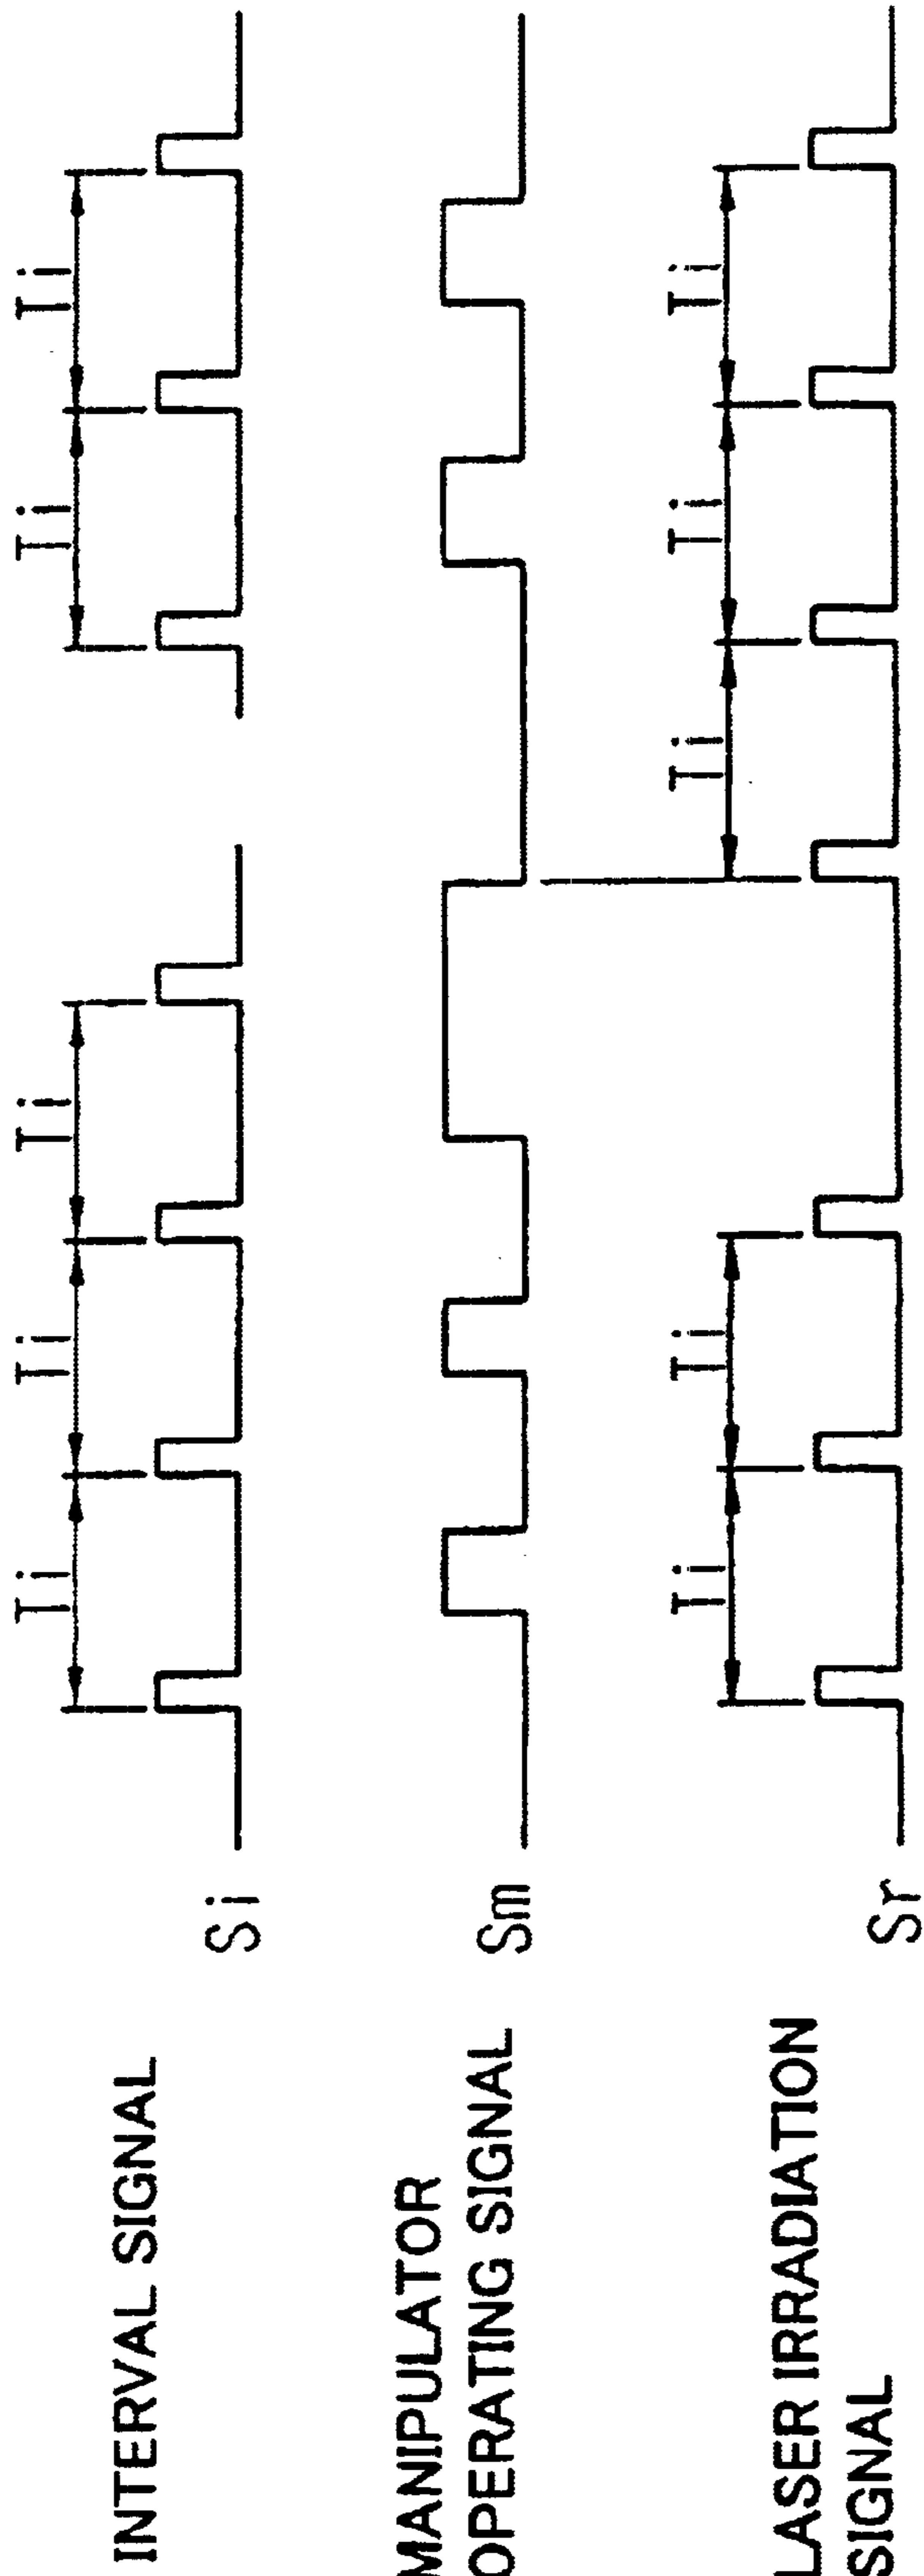 Ti Ti Ti Ti Ti
INTERVAL SIGNAL
Si
MANIPULATOR
OPERATING SIGNAL
Sm
Ti Ti Ti Ti Ti
LASER IRRADIATION
SIGNAL
Sr